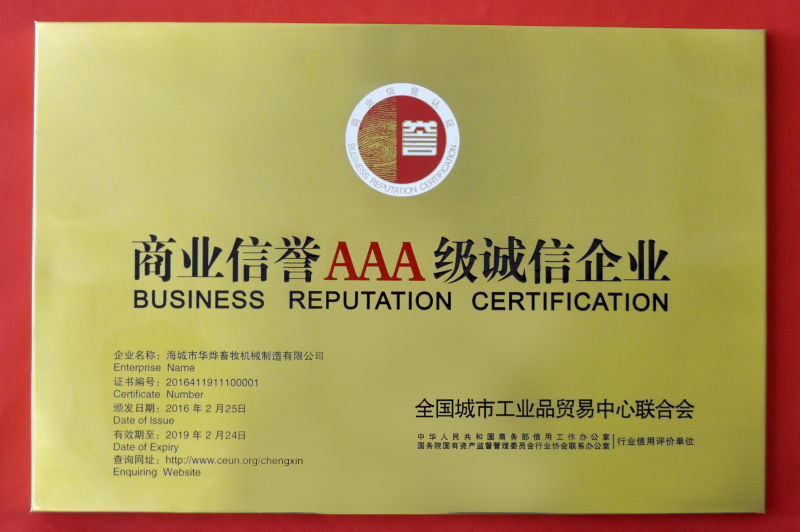 商业信誉认证
誉
BUSINESS REPUTATION CERTIFICATION
商业信誉AAA级诚信企业
BUSINESS REPUTATION CERTIFICATION
企业名称：海城市华烨畜牧机械制造有限公司
Enterprise Name
证书编号：2016411911100001
Certificate Number
颁发日期：2016 年 2 月 25日
Date of Issue
有效期至：2019 年 2 月 24日
Date of Expiry
查询网址：http://www.ceun.org/chengxin
Enquiring Website
全国城市工业品贸易中心联合会
中华人民共和国商务部信用工作办公室
国务院国有资产监督管理委员会行业协会联系办公室
行业信用评价单位